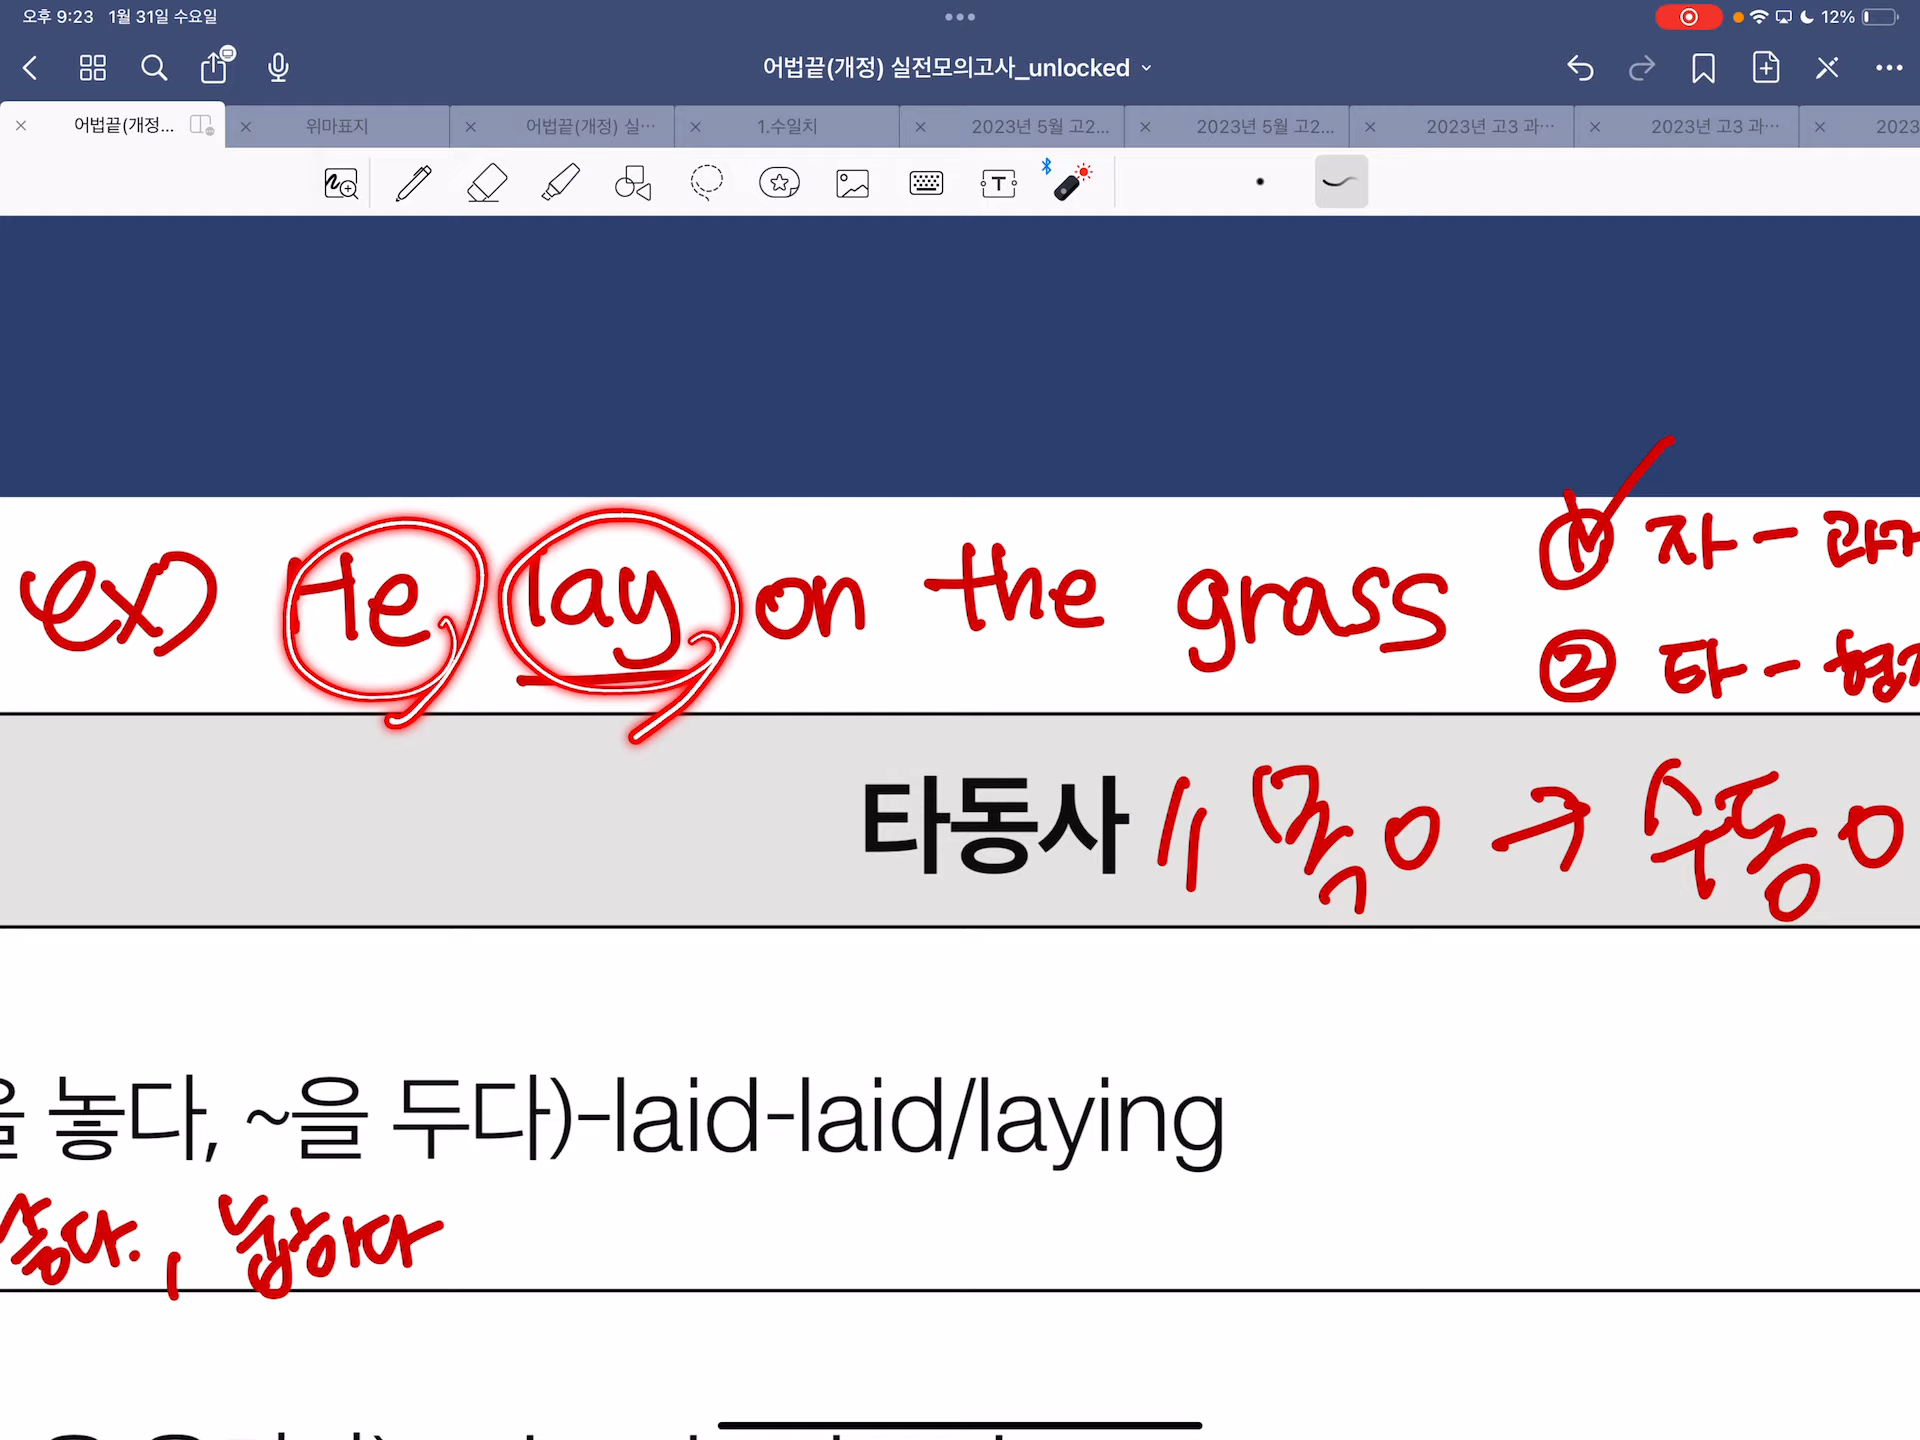 오후 9:23 1월 31일 수요일
12%
어법끝(개정) 실전모의고사_unlocked
어법끝(개정...
위마표지
어법끝(개정) 실···
1.수일치
2023년 5월 고2...
2023년 5월 고2...
2023년 고3 과···
2023년 고3 과···
2023
ex) He lay on the grass
① 자 - 과거
② 타 - 현재
타동사 // 목 O → 수동 O
을 놓다, ~을 두다)-laid-laid/laying
놓다. , 눕히다